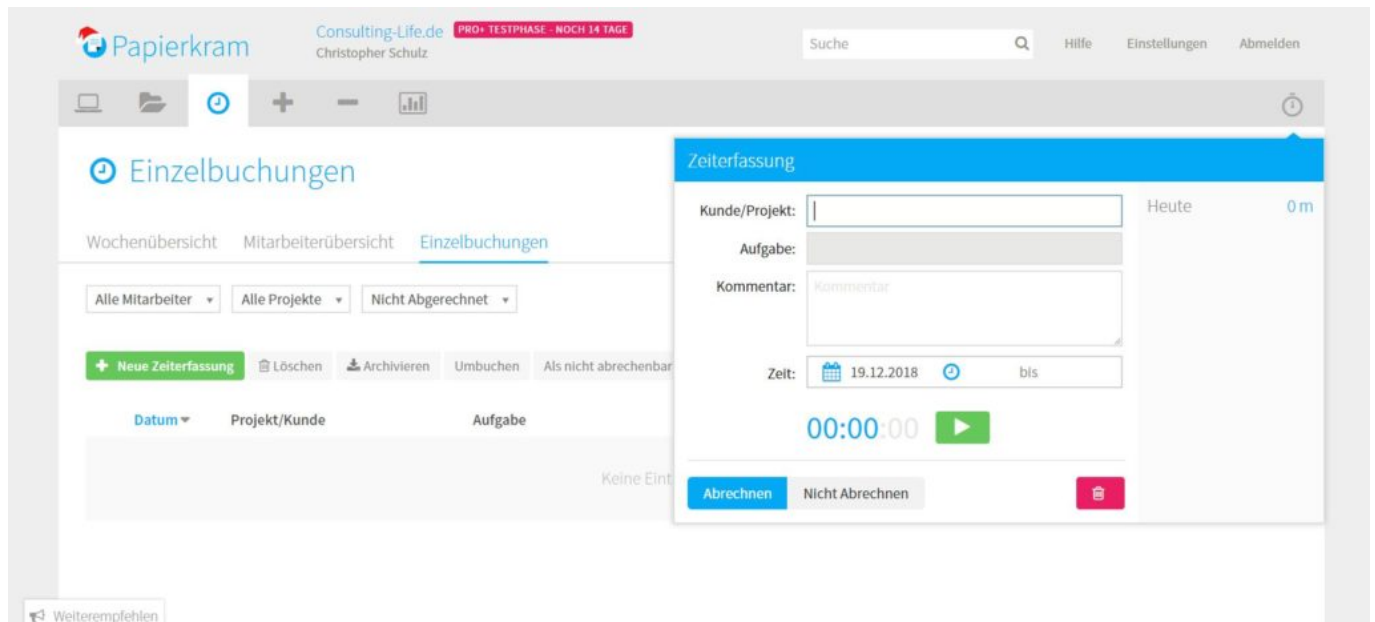 Papierkram
Consulting-Life.de PRO+ TESTPHASE - NOCH 14 TAGE
Christopher Schulz
Suche
Hilfe Einstellungen Abmelden
Einzelbuchungen
Wochenübersicht Mitarbeiterübersicht Einzelbuchungen
Alle Mitarbeiter Alle Projekte Nicht Abgerechnet
Neue Zeiterfassung Löschen Archivieren Umbuchen Als nicht abrechenbar
Datum Projekt/Kunde Aufgabe
Keine Eint
Zeiterfassung
Kunde/Projekt:
Aufgabe:
Kommentar: Kommentar
Zeit: 19.12.2018 bis
00:00:00
Abrechnen Nicht Abrechnen
Heute 0 m
Weiterempfehlen